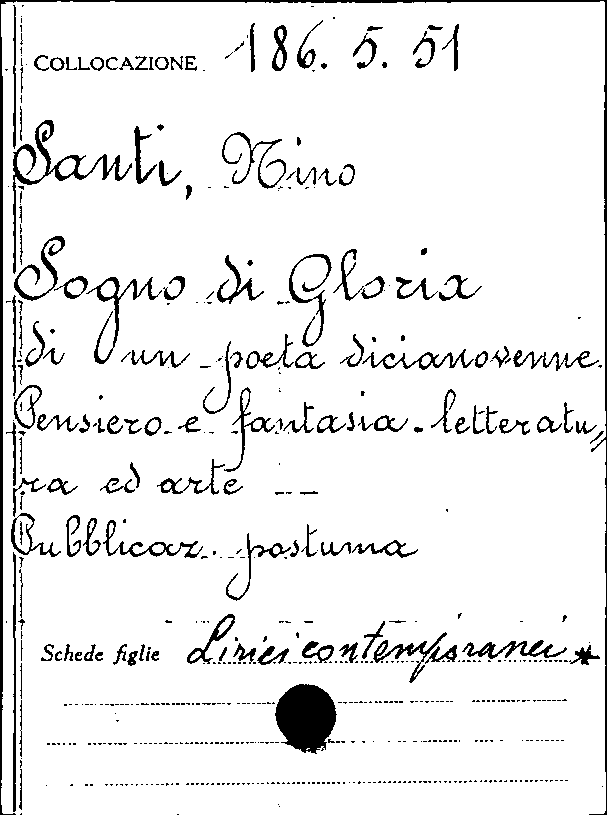 COLLOCAZIONE 186. 5. 51
Santi, Nino
Sogno di Gloria
di un poeta dicianovenne.
Pensiero e fantasia - letteratu„
ra ed arte --
Pubblicaz. postuma
Schede figlie Lirici contemporanei *